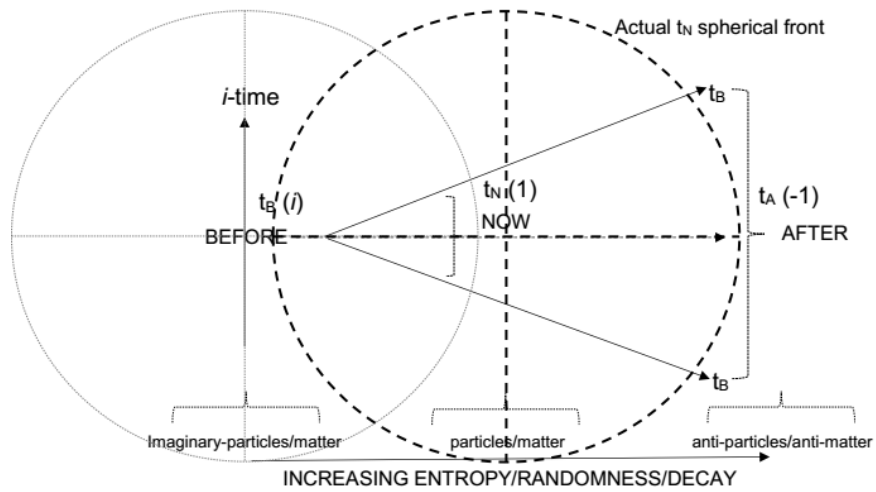 Actual tN spherical front
i-time
tB
tB (i)
tN (1)
tA (-1)
BEFORE
NOW
AFTER
tB
Imaginary-particles/matter
particles/matter
anti-particles/anti-matter
INCREASING ENTROPY/RANDOMNESS/DECAY